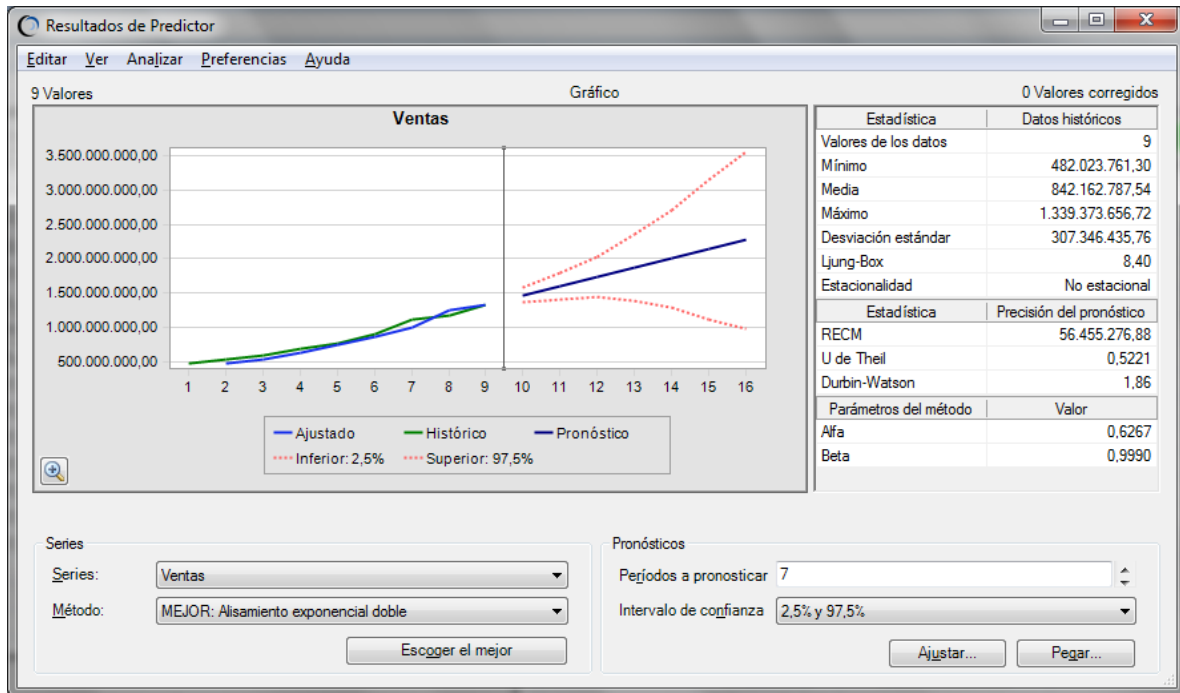 Resultados de Predictor
Editar Ver Analizar Preferencias Ayuda
9 Valores Gráfico 0 Valores corregidos
Ventas
3.500.000.000,00
3.000.000.000,00
2.500.000.000,00
2.000.000.000,00
1.500.000.000,00
1.000.000.000,00
500.000.000,00
1 2 3 4 5 6 7 8 9 10 11 12 13 14 15 16
Ajustado Histórico Pronóstico
Inferior: 2,5% Superior: 97,5%
Estadística Datos históricos
Valores de los datos 9
Mínimo 482.023.761,30
Media 842.162.787,54
Máximo 1.339.373.656,72
Desviación estándar 307.346.435,76
Ljung-Box 8,40
Estacionalidad No estacional
Estadística Precisión del pronóstico
RECM 56.455.276,88
U de Theil 0,5221
Durbin-Watson 1,86
Parámetros del método Valor
Alfa 0,6267
Beta 0,9990
Series
Series: Ventas
Método: MEJOR: Alisamiento exponencial doble
Escoger el mejor
Pronósticos
Períodos a pronosticar 7
Intervalo de confianza 2,5% y 97,5%
Ajustar... Pegar...